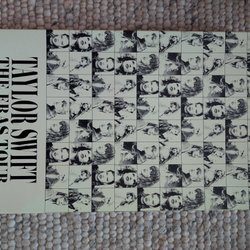 TAYLOR SWIFT
THE ERAS TOUR